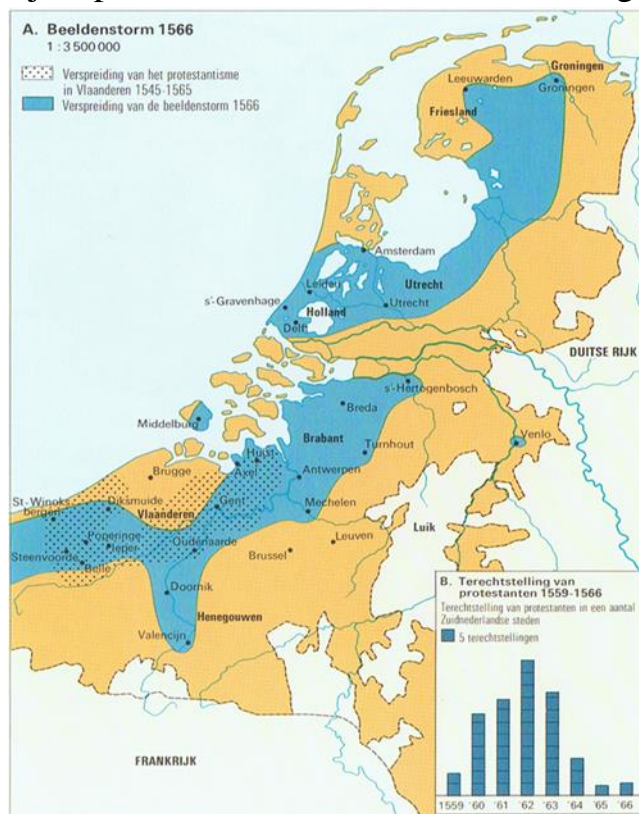 A. Beeldenstorm 1566
1 : 3 500 000
Verspreiding van het protestantisme
in Vlaanderen 1545-1565
Verspreiding van de beeldenstorm 1566
Groningen
Leeuwarden
Groningen
Friesland
Amsterdam
Leiden
Utrecht
s'-Gravenhage
Holland
Utrecht
Delft
DUITSE RIJK
s'-Hertogenbosch
Breda
Middelburg
Brabant
Venlo
Turnhout
Hulst
Axel
Brugge
Antwerpen
St-Winoks
bergen
Diksmuide
Vlaanderen
Gent
Mechelen
Poperinge
Ieper
Oudenaarde
Leuven
Luik
Steenvoorde
Belle
Brussel
Doornik
Henegouwen
Valencijn
FRANKRIJK
B. Terechtstelling van
protestanten 1559-1566
Terechtstelling van protestanten in een aantal
Zuidnederlandse steden
5 terechtstellingen
1559 '60 '61 '62 '63 '64 '65 '66